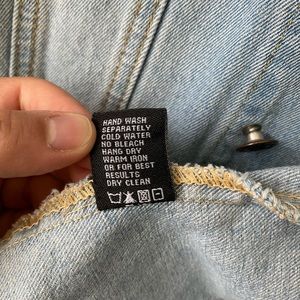 HAND WASH
SEPARATELY
COLD WATER
NO BLEACH
HANG DRY
WARM IRON
OR FOR BEST
RESULTS
DRY CLEAN